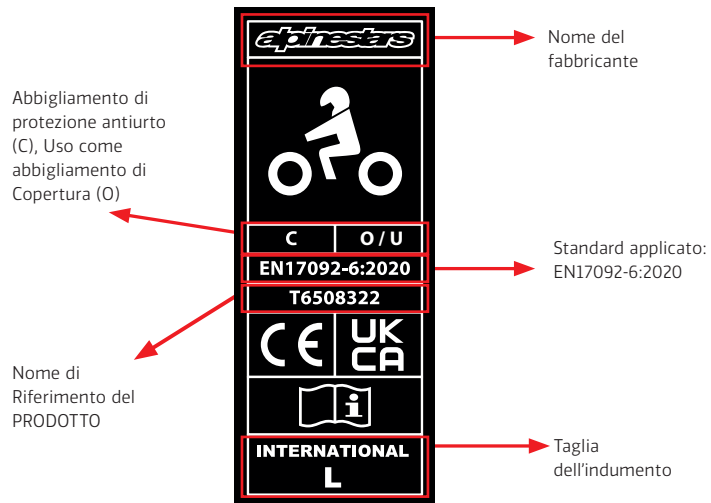 alpinestars
Nome del
fabbricante
Abbigliamento di
protezione antiurto
(C), Uso come
abbigliamento di
Copertura (O)
C O / U
EN17092-6:2020
Standard applicato:
EN17092-6:2020
T6508322
CE UK
CA
Nome di
Riferimento del
PRODOTTO
i
INTERNATIONAL
L
Taglia
dell'indumento